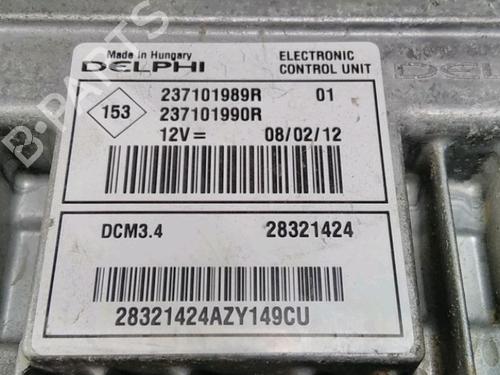 B-PARTS
Made in Hungary
DELPHI
ELECTRONIC
CONTROL UNIT
153
237101989R 01
237101990R
12V= 08/02/12
DCM3.4 28321424
28321424AZY149CU